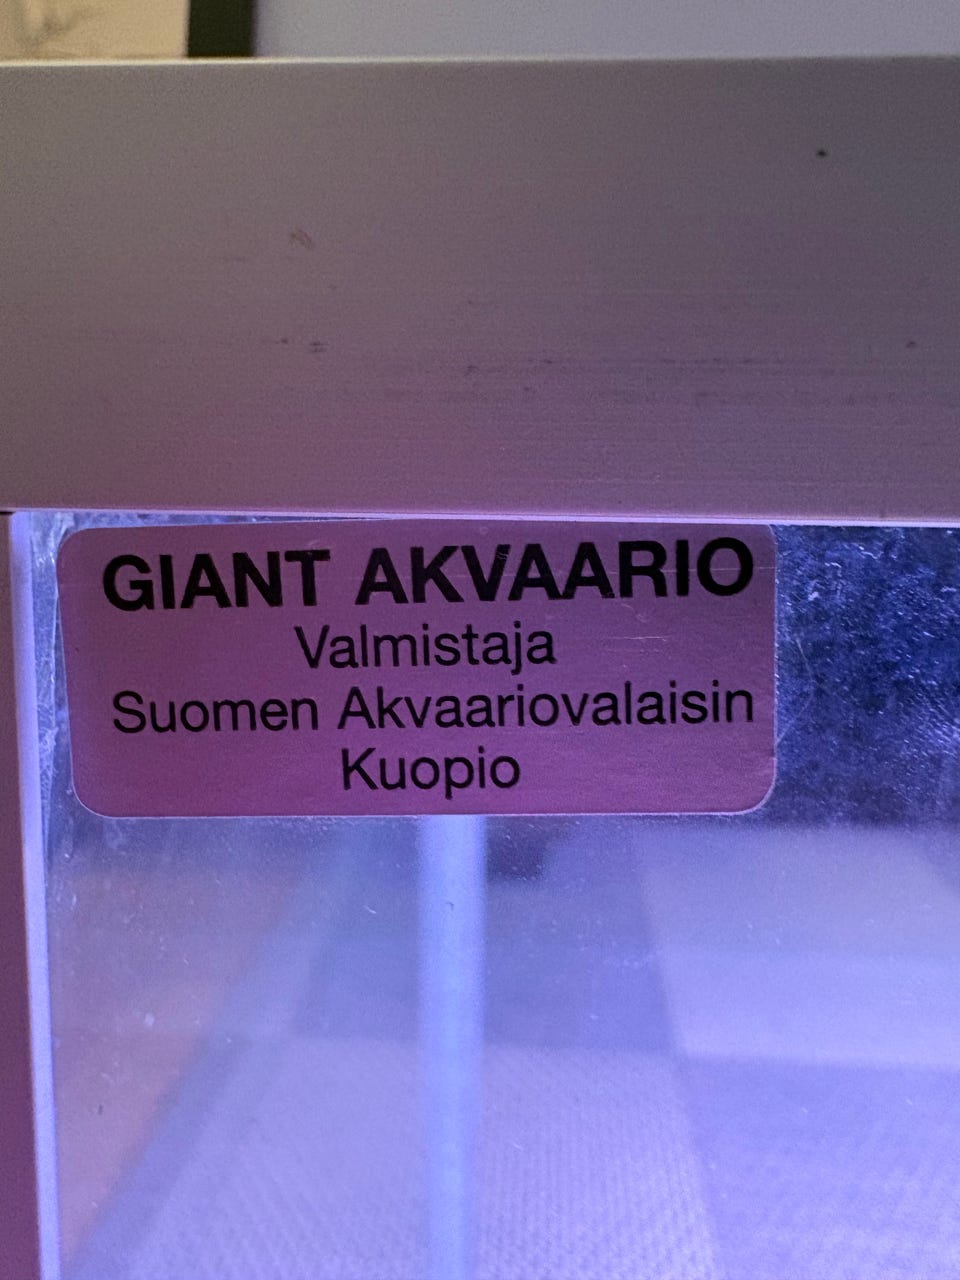 GIANT AKVAARIO
Valmistaja
Suomen Akvaariovalaisin
Kuopio